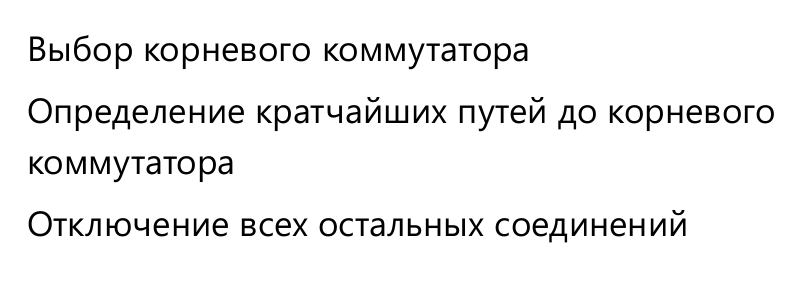 Выбор корневого коммутатора
Определение кратчайших путей до корневого
коммутатора
Отключение всех остальных соединений